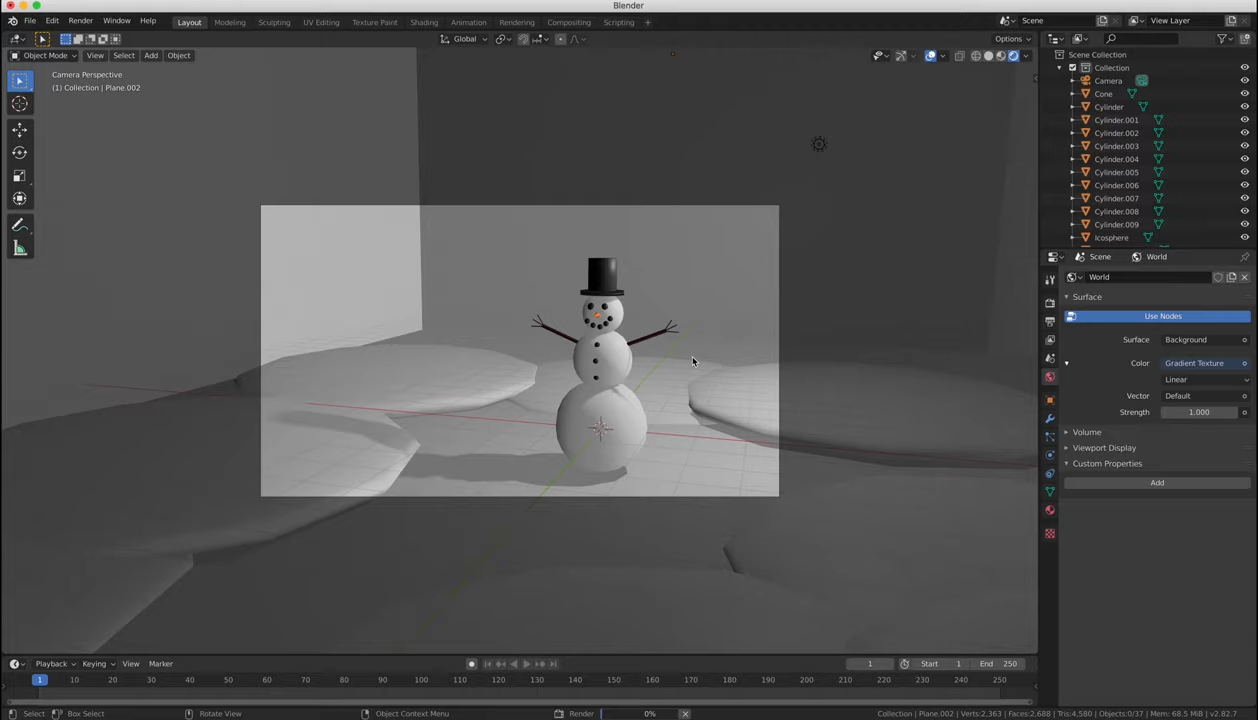 Blender
File Edit Render Window Help Layout Modeling Sculpting UV Editing Texture Paint Shading Animation Rendering Compositing Scripting + Scene View Layer
Global Options
Object Mode View Select Add Object
Camera Perspective
(1) Collection | Plane.002
Scene Collection
Collection
Camera
Cone
Cylinder
Cylinder.001
Cylinder.002
Cylinder.003
Cylinder.004
Cylinder.005
Cylinder.006
Cylinder.007
Cylinder.008
Cylinder.009
Icosphere
Scene World
World
Surface
Use Nodes
Surface Background
Color Gradient Texture
Linear
Vector Default
Strength 1.000
Volume
Viewport Display
Custom Properties
Add
Playback Keying View Marker 1 Start 1 End 250
1 10 20 30 40 50 60 70 80 90 100 110 120 130 140 150 160 170 180 190 200 210 220 230 240 250
Select Box Select Rotate View Object Context Menu Render 0% Collection | Plane.002 | Verts:2,363 | Faces:2,688 | Tris:4,580 | Objects:0/37 | Mem: 68.5 MiB | v2.82.7